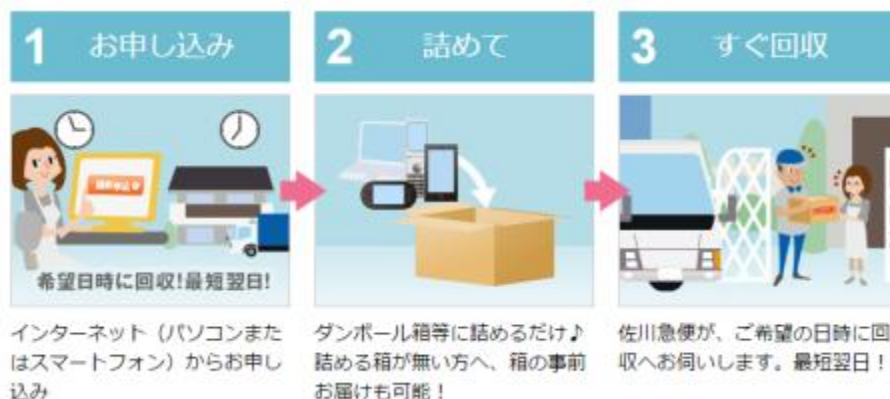 1 お申し込み
2 詰めて
3 すぐ回収
希望日時に回収!最短翌日!
インターネット（パソコンまた
はスマートフォン）からお申し
込み
ダンボール箱等に詰めるだけ♪
詰める箱が無い方へ、箱の事前
お届けも可能！
佐川急便が、ご希望の日時に回
収へお伺いします。最短翌日！